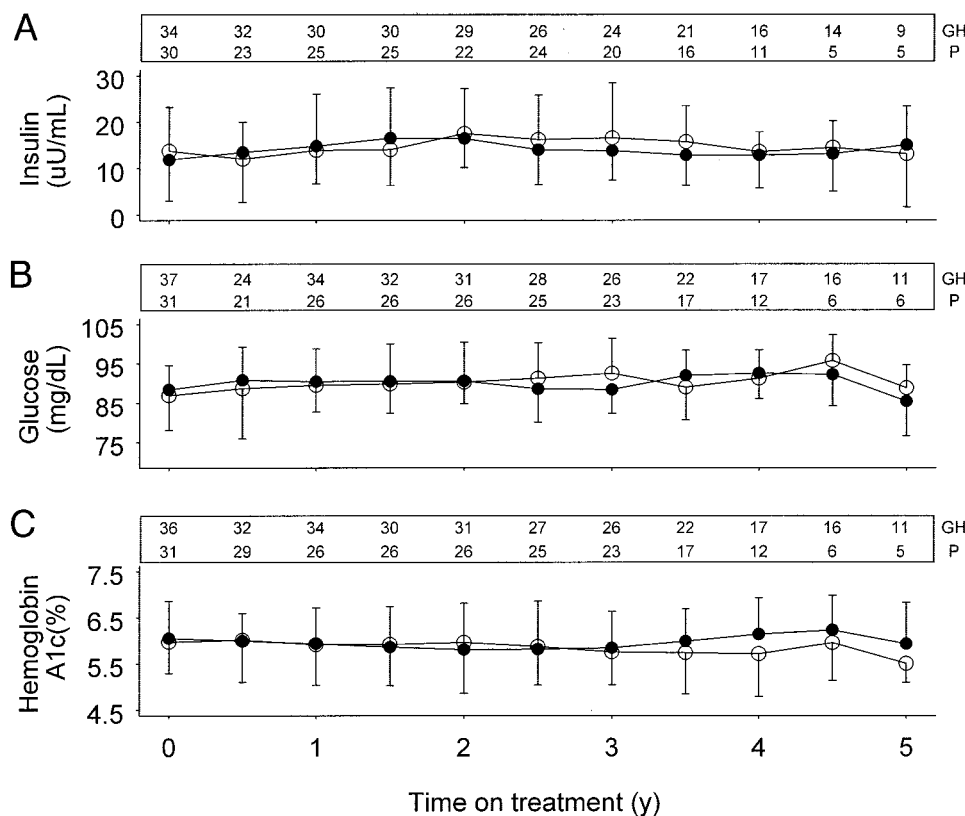 A
34 32 30 30 29 26 24 21 16 14 9 GH
30 23 25 25 22 24 20 16 11 5 5 P
Insulin
(uU/mL)
30
20
10
0
B
37 24 34 32 31 28 26 22 17 16 11 GH
31 21 26 26 26 25 23 17 12 6 6 P
Glucose
(mg/dL)
105
95
85
75
C
36 32 34 30 31 27 26 22 17 16 11 GH
31 29 26 26 26 25 23 17 12 6 5 P
Hemoglobin
A1c(%)
7.5
6.5
5.5
4.5
0 1 2 3 4 5
Time on treatment (y)